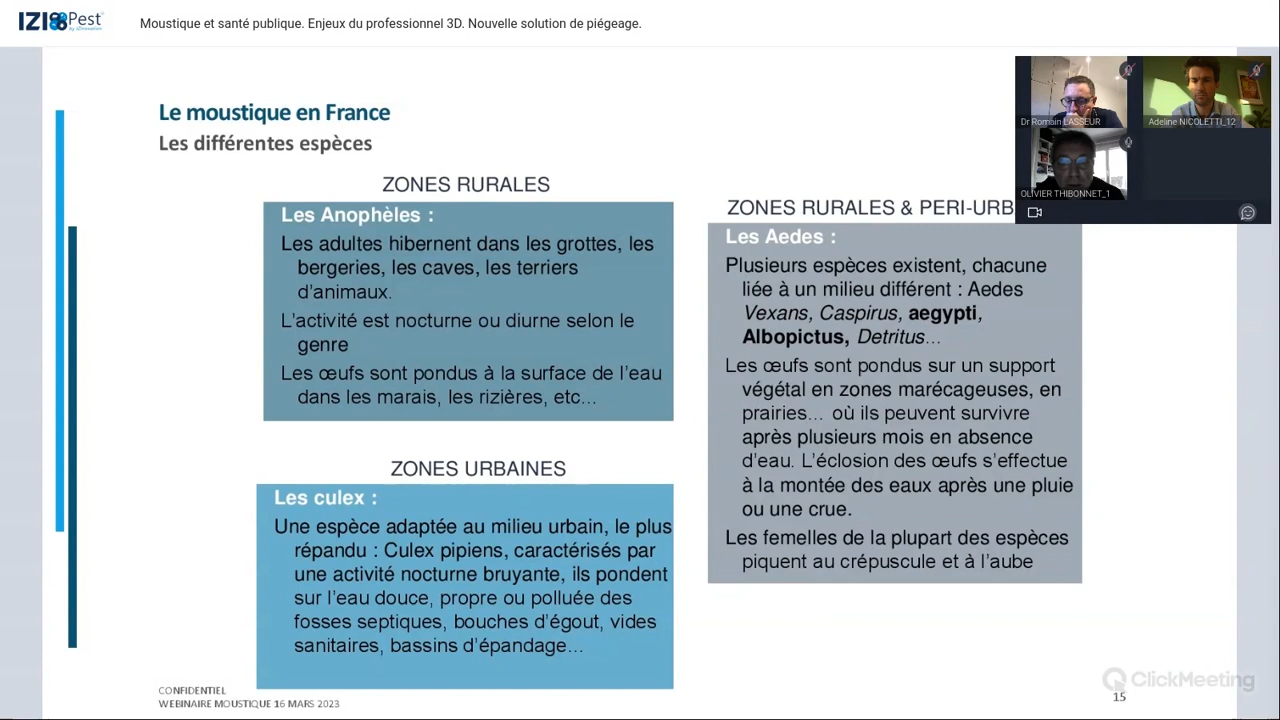 IZI Pest
by IZInovation
Moustique et santé publique. Enjeux du professionnel 3D. Nouvelle solution de piégeage.
Le moustique en France
Les différentes espèces
ZONES RURALES
Les Anophèles :
Les adultes hibernent dans les grottes, les
bergeries, les caves, les terriers
d'animaux.
L'activité est nocturne ou diurne selon le
genre
Les œufs sont pondus à la surface de l'eau
dans les marais, les rizières, etc...
ZONES URBAINES
Les culex :
Une espèce adaptée au milieu urbain, le plus
répandu : Culex pipiens, caractérisés par
une activité nocturne bruyante, ils pondent
sur l'eau douce, propre ou polluée des
fosses septiques, bouches d'égout, vides
sanitaires, bassins d'épandage...
ZONES RURALES & PERI-URB
Les Aedes :
Plusieurs espèces existent, chacune
liée à un milieu différent : Aedes
Vexans, Caspirus, aegypti,
Albopictus, Detritus...
Les œufs sont pondus sur un support
végétal en zones marécageuses, en
prairies... où ils peuvent survivre
après plusieurs mois en absence
d'eau. L'éclosion des œufs s'effectue
à la montée des eaux après une pluie
ou une crue.
Les femelles de la plupart des espèces
piquent au crépuscule et à l'aube
Dr Romain LASSEUR
Adeline NICOLETTI_12
OLIVIER THIBONNET_1
CONFIDENTIEL
WEBINAIRE MOUSTIQUE 16 MARS 2023
15
ClickMeeting